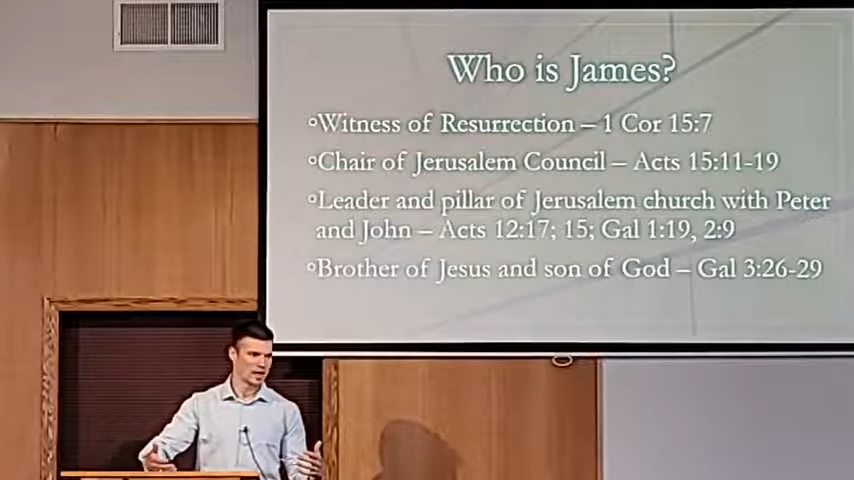 Who is James?
°Witness of Resurrection – 1 Cor 15:7
°Chair of Jerusalem Council – Acts 15:11-19
°Leader and pillar of Jerusalem church with Peter
and John – Acts 12:17; 15; Gal 1:19, 2:9
°Brother of Jesus and son of God – Gal 3:26-29